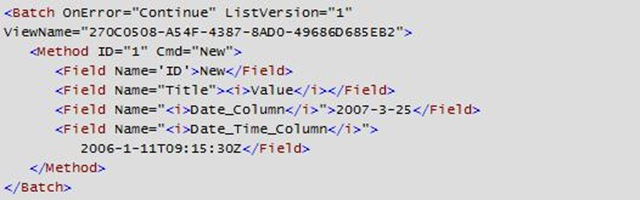 <Batch OnError="Continue" ListVersion="1"
ViewName="270C0508-A54F-4387-8AD0-49686D685EB2">
<Method ID="1" Cmd="New">
<Field Name='ID'>New</Field>
<Field Name="Title"><i>Value</i></Field>
<Field Name="<i>Date_Column</i>">2007-3-25</Field>
<Field Name="<i>Date_Time_Column</i>">
2006-1-11T09:15:30Z</Field>
</Method>
</Batch>